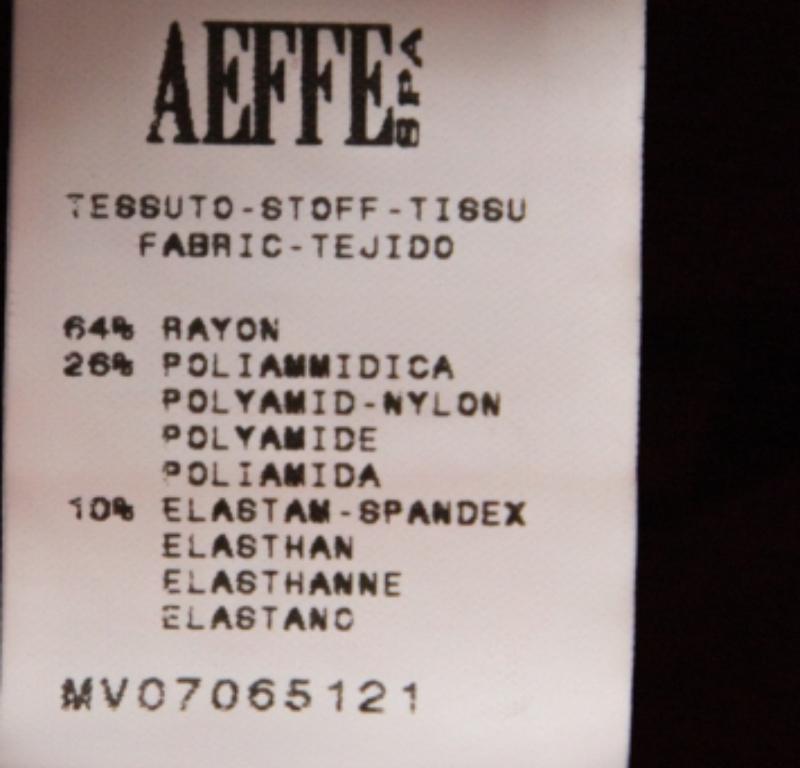 AEFFE SPA
TESSUTO-STOFF-TISSU
FABRIC-TEJIDO
64% RAYON
26% POLIAMMIDICA
POLYAMID-NYLON
POLYAMIDE
POLIAMIDA
10% ELASTAM-SPANDEX
ELASTHAN
ELASTHANNE
ELASTANO
MV07065121